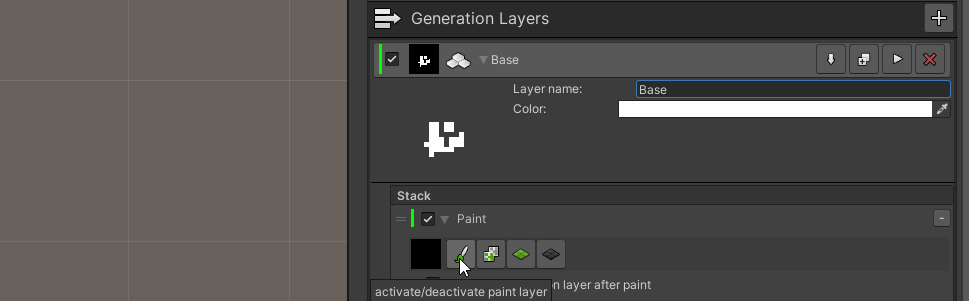 Generation Layers
Base
Layer name: Base
Color:
Stack
Paint
layer after paint
activate/deactivate paint layer